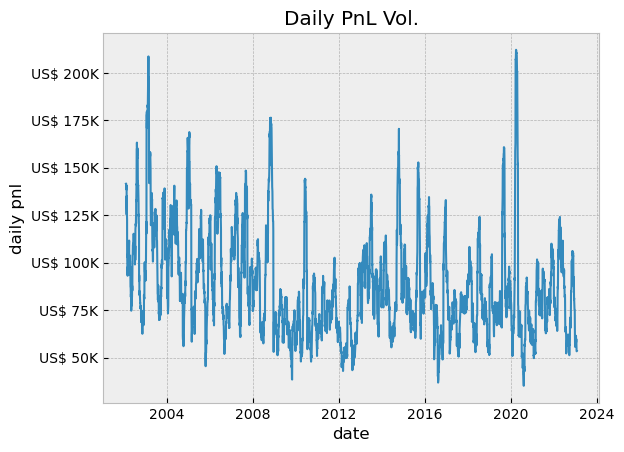 Daily PnL Vol.
US$ 200K
US$ 175K
US$ 150K
US$ 125K
US$ 100K
US$ 75K
US$ 50K
daily pnl
2004 2008 2012 2016 2020 2024
date